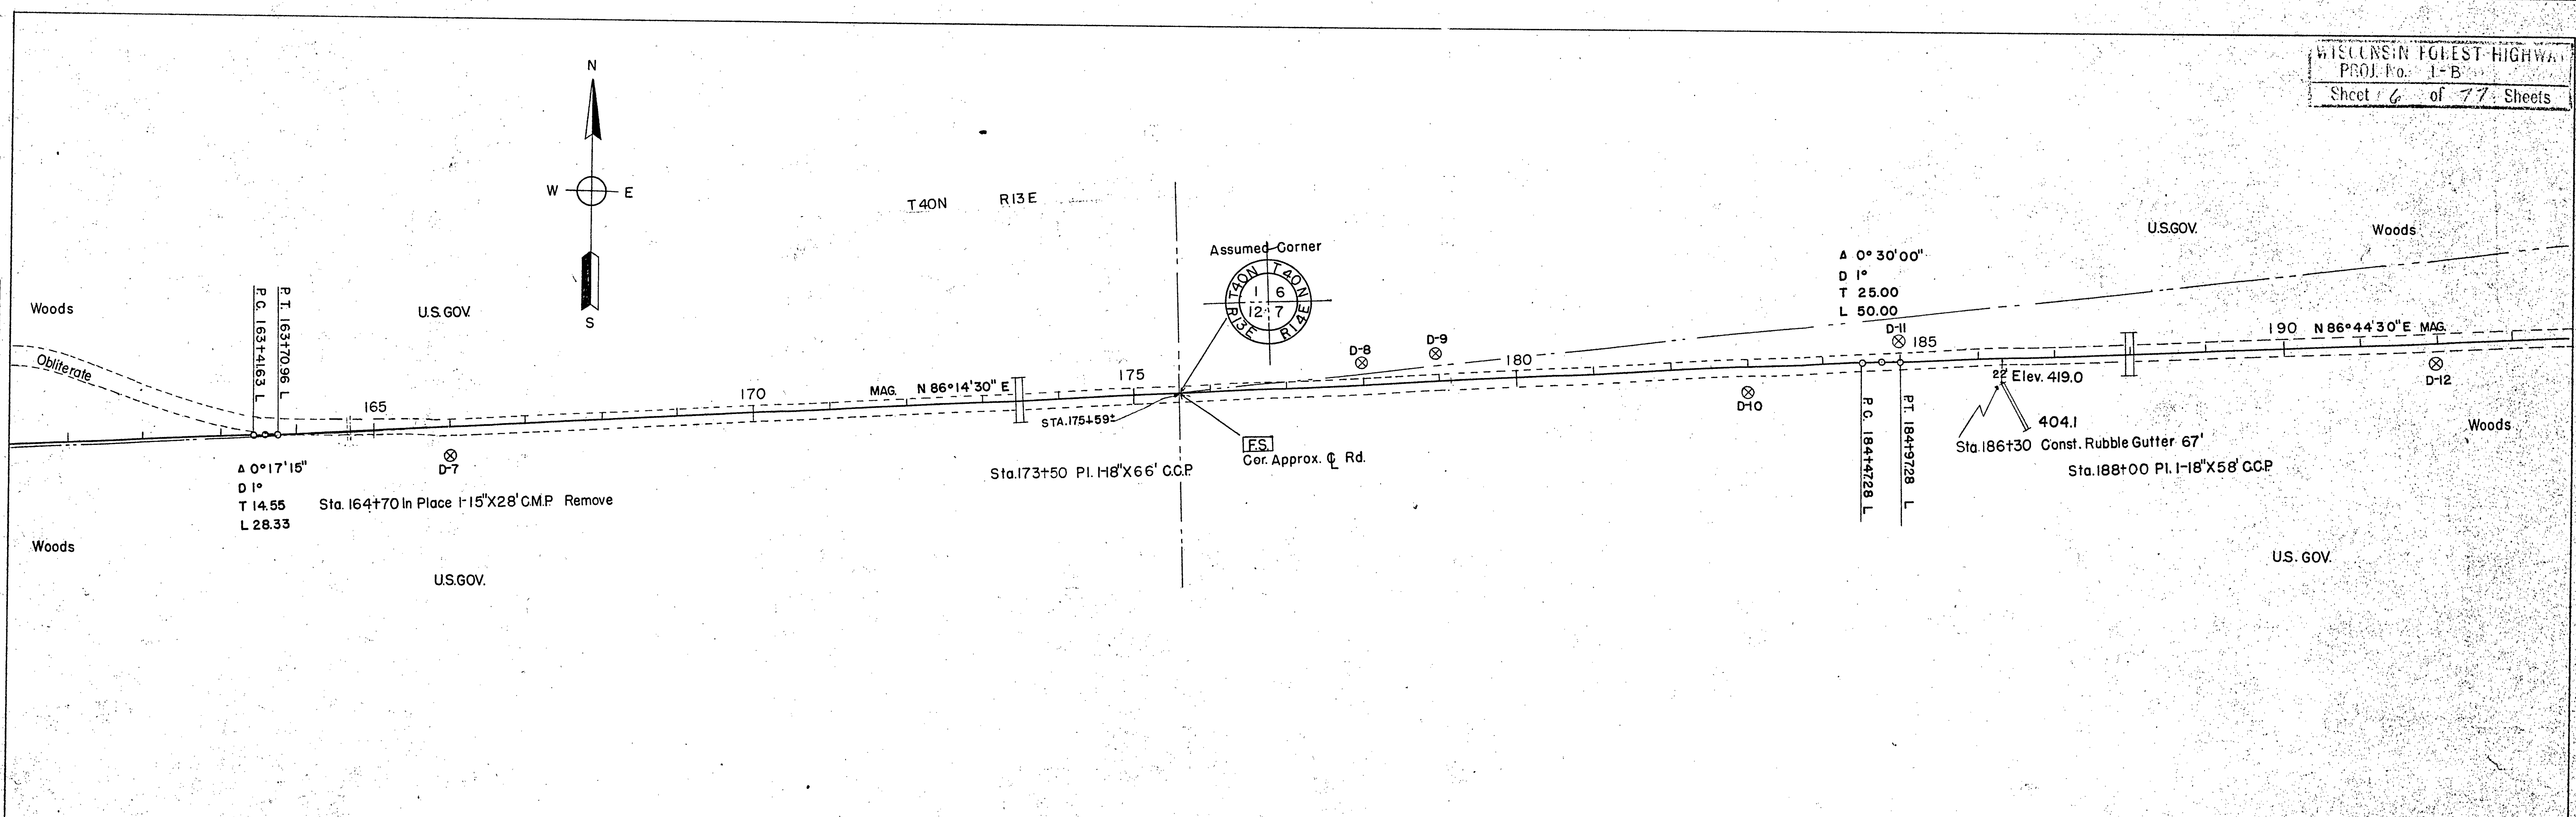 WISCONSIN FOREST HIGHWAY
PROJ. No. 1-B
Sheet 6 of 77 Sheets
N
W E
S
T40N R13E
Assumed Corner
T40N T40N
1 6
12 7
R13E R14E
Woods
U.S.GOV.
Obliterate
P.C. 163+41.63 L
P.T. 163+70.96 L
165
170
MAG. N 86°14'30" E
175
STA.175+59±
D-7
Δ 0°17'15"
D 1°
T 14.55
L 28.33
Sta. 164+70 In Place 1-15"X28' C.M.P. Remove
Woods
U.S.GOV.
Sta.173+50 Pl. 1-18"X66' C.C.P.
F.S.
Cor. Approx. ℄ Rd.
D-8
D-9
180
D-10
Δ 0°30'00"
D 1°
T 25.00
L 50.00
D-11
185
U.S.GOV.
Woods
190 N 86°44'30" E MAG.
D-12
P.C. 184+47.28 L
P.T. 184+97.28 L
22 Elev. 419.0
404.1
Sta.186+30 Const. Rubble Gutter 67'
Sta.188+00 Pl. 1-18"X58' C.C.P.
Woods
U.S. GOV.